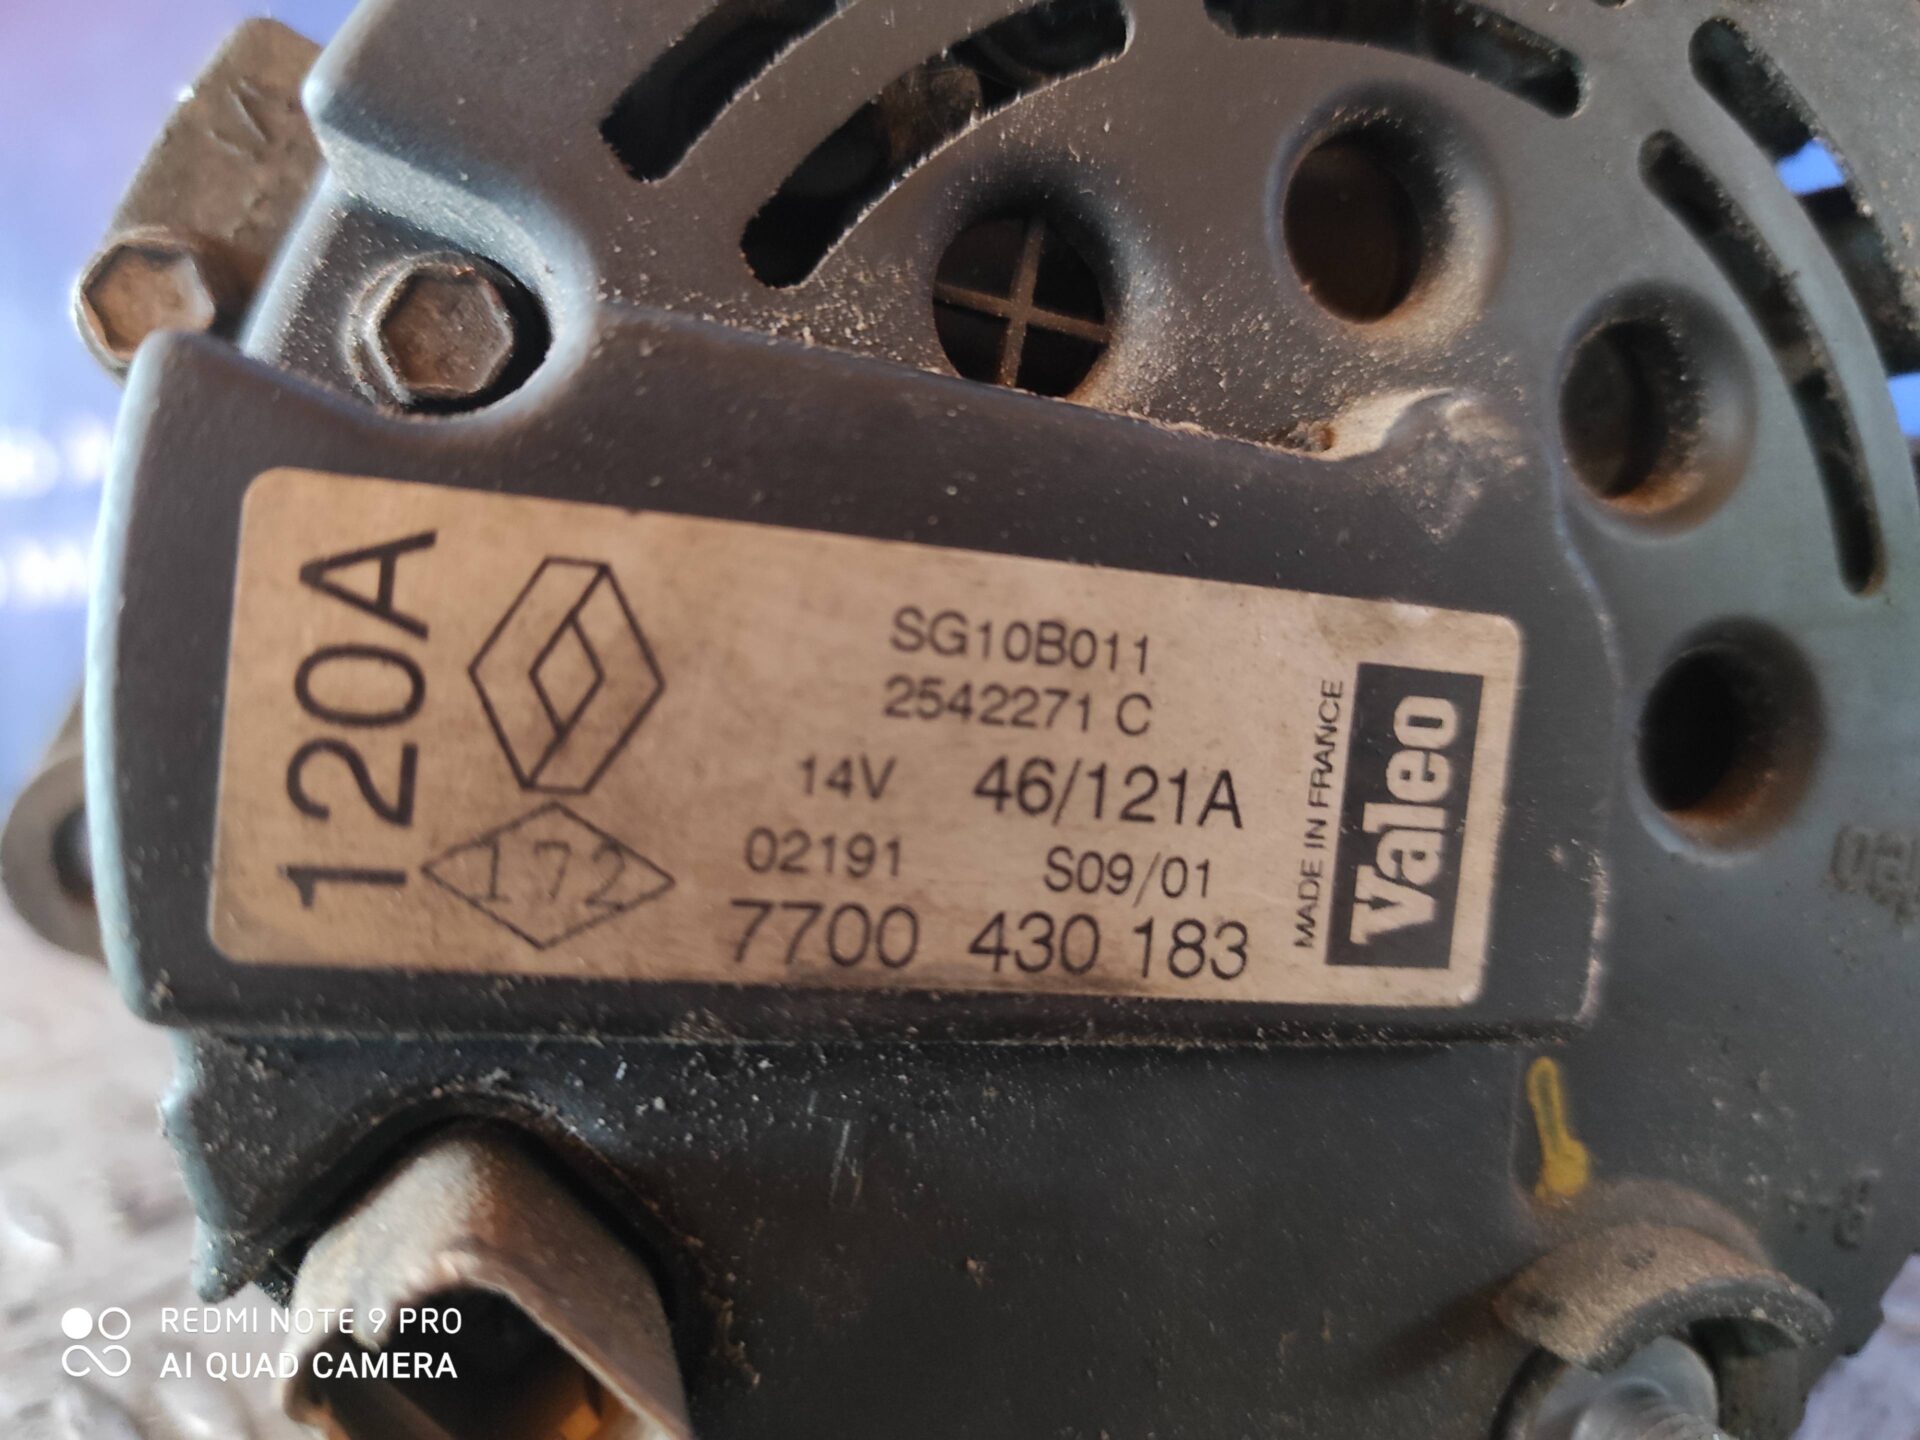 120A
172
SG10B011
2542271 C
14V 46/121A
02191 S09/01
7700 430 183
MADE IN FRANCE
Valeo
REDMI NOTE 9 PRO
AI QUAD CAMERA